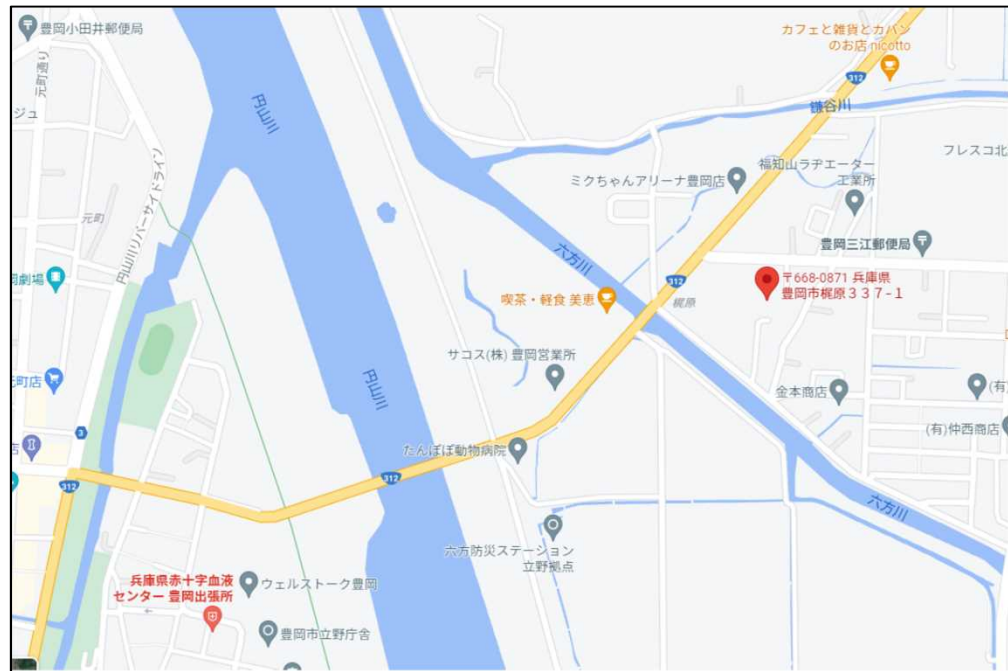 豊岡小田井郵便局
元町通り
ジュ
円山川
円山川リバーサイドライン
元町
岡劇場
元町店
店
3
312
円山川
312
カフェと雑貨とカバン
のお店 nicotto
312
鎌谷川
フレスコ北
福知山ラヂエーター
工業所
ミクちゃんアリーナ豊岡店
豊岡三江郵便局
六方川
312
梶原
〒668-0871 兵庫県
豊岡市梶原337-1
喫茶・軽食 美恵
サコス(株) 豊岡営業所
金本商店
(有)
(有)仲西商店
たんぽぽ動物病院
六方川
六方防災ステーション
立野拠点
兵庫県赤十字血液
センター 豊岡出張所
ウェルストーク豊岡
豊岡市立野庁舎